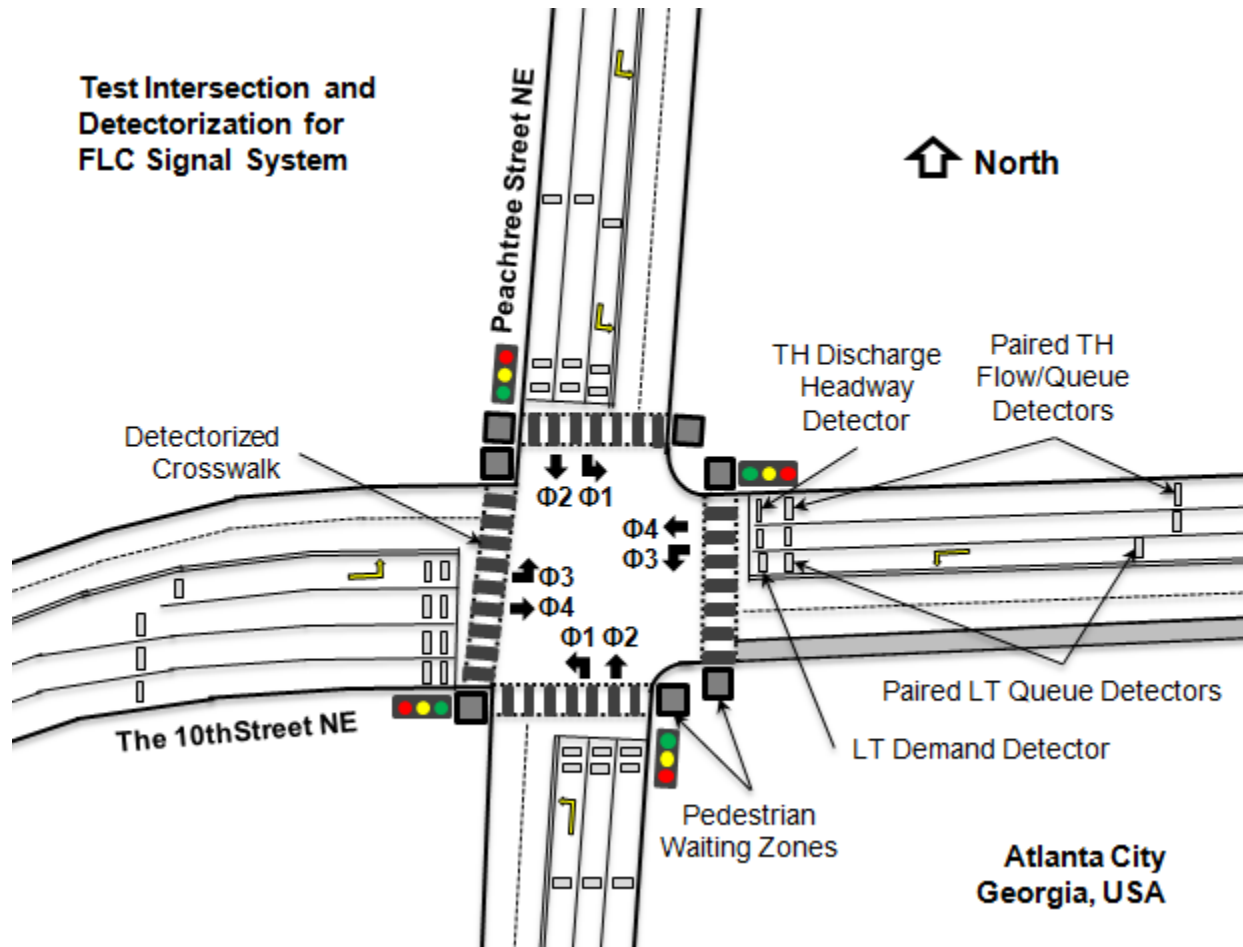 Test Intersection and
Detectorization for
FLC Signal System
Peachtree Street NE
North
TH Discharge
Headway
Detector
Paired TH
Flow/Queue
Detectors
Detectorized
Crosswalk
Φ2 Φ1
Φ4
Φ3
Φ3
Φ4
Φ1 Φ2
The 10thStreet NE
Paired LT Queue Detectors
LT Demand Detector
Pedestrian
Waiting Zones
Atlanta City
Georgia, USA